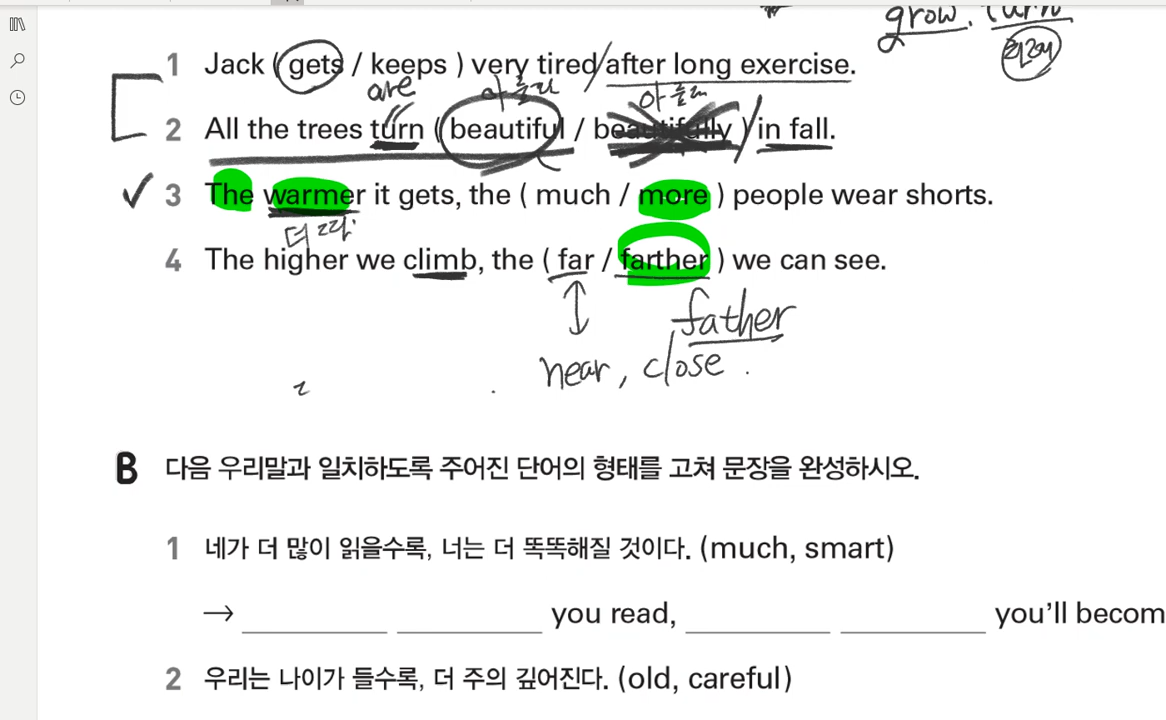 grow. turn
1 Jack ( gets / keeps ) very tired / after long exercise.
are
2 All the trees turn ( beautiful / beautifully ) / in fall.
3 The warmer it gets, the ( much / more ) people wear shorts.
더
4 The higher we climb, the ( far / farther ) we can see.
father
near, close.
B 다음 우리말과 일치하도록 주어진 단어의 형태를 고쳐 문장을 완성하시오.
1 네가 더 많이 읽을수록, 너는 더 똑똑해질 것이다. (much, smart)
→ ________ ________ you read, ________ ________ you'll becom
2 우리는 나이가 들수록, 더 주의 깊어진다. (old, careful)